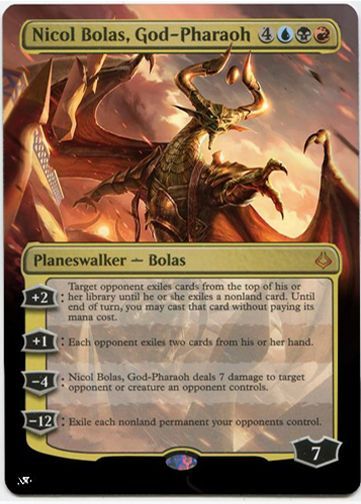 Nicol Bolas, God-Pharaoh 4
Planeswalker — Bolas
Target opponent exiles cards from the top of his or
+2: her library until he or she exiles a nonland card. Until
end of turn, you may cast that card without paying its
mana cost.
+1: Each opponent exiles two cards from his or her hand.
-4: Nicol Bolas, God-Pharaoh deals 7 damage to target
opponent or creature an opponent controls.
-12: Exile each nonland permanent your opponents control.
7